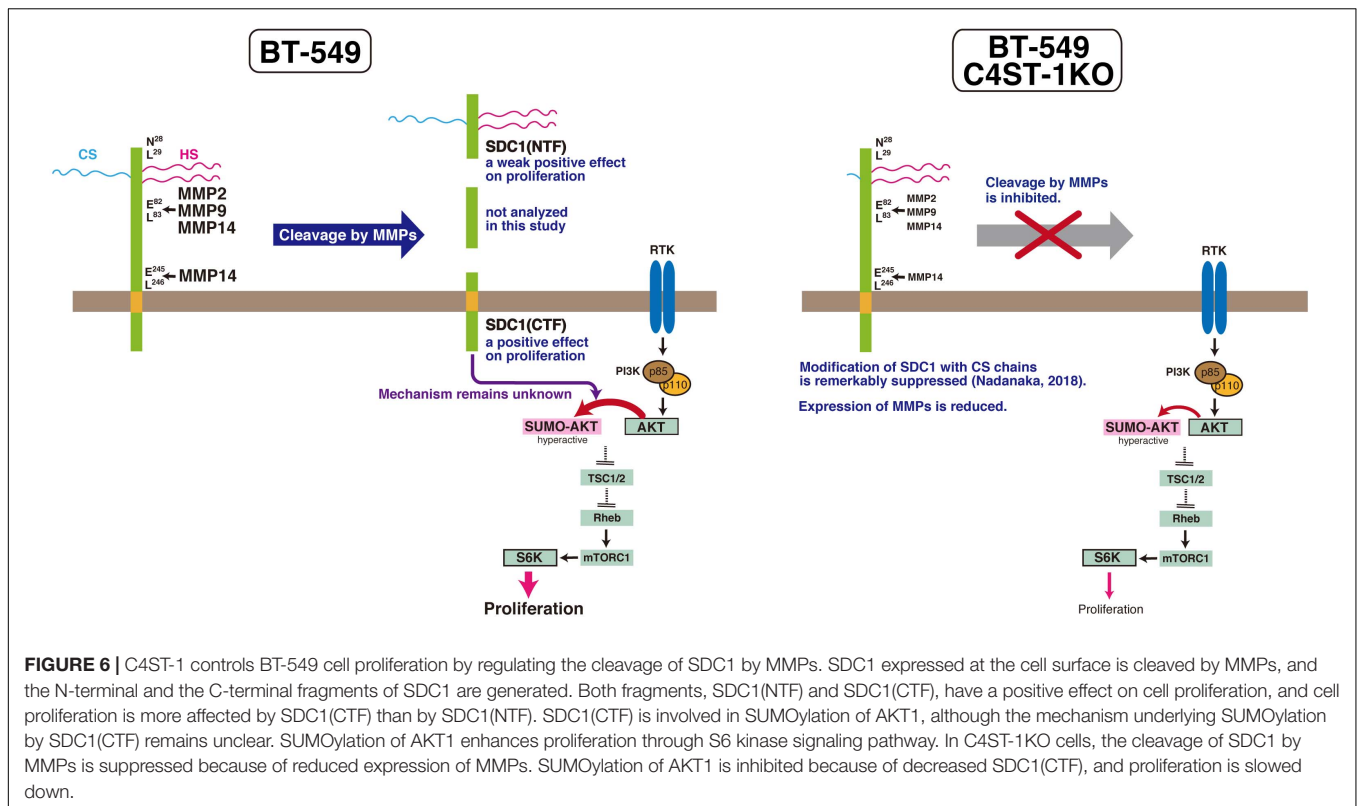 BT-549
BT-549
C4ST-1KO
CS
N28
L29
HS
MMP2
E82
MMP9
L83
MMP14
E245
MMP14
L246
Cleavage by MMPs
SDC1(NTF)
a weak positive effect
on proliferation
not analyzed
in this study
SDC1(CTF)
a positive effect
on proliferation
Mechanism remains unknown
RTK
PI3K
p85
p110
SUMO-AKT
hyperactive
AKT
TSC1/2
Rheb
S6K
mTORC1
Proliferation
N28
L29
MMP2
E82
MMP9
L83
MMP14
E245
MMP14
L246
Cleavage by MMPs
is inhibited.
Modification of SDC1 with CS chains
is remerkably suppressed (Nadanaka, 2018).
Expression of MMPs is reduced.
RTK
PI3K
p85
p110
SUMO-AKT
hyperactive
AKT
TSC1/2
Rheb
S6K
mTORC1
Proliferation
FIGURE 6 | C4ST-1 controls BT-549 cell proliferation by regulating the cleavage of SDC1 by MMPs. SDC1 expressed at the cell surface is cleaved by MMPs, and
the N-terminal and the C-terminal fragments of SDC1 are generated. Both fragments, SDC1(NTF) and SDC1(CTF), have a positive effect on cell proliferation, and cell
proliferation is more affected by SDC1(CTF) than by SDC1(NTF). SDC1(CTF) is involved in SUMOylation of AKT1, although the mechanism underlying SUMOylation
by SDC1(CTF) remains unclear. SUMOylation of AKT1 enhances proliferation through S6 kinase signaling pathway. In C4ST-1KO cells, the cleavage of SDC1 by
MMPs is suppressed because of reduced expression of MMPs. SUMOylation of AKT1 is inhibited because of decreased SDC1(CTF), and proliferation is slowed
down.